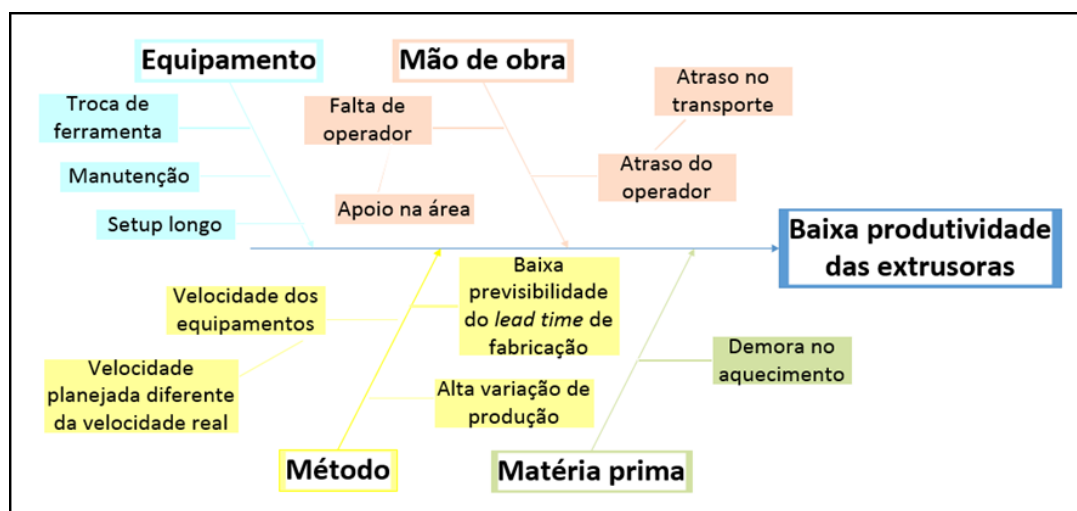 Equipamento
Troca de
ferramenta
Manutenção
Setup longo
Mão de obra
Falta de
operador
Apoio na área
Atraso no
transporte
Atraso do
operador
Baixa produtividade
das extrusoras
Velocidade dos
equipamentos
Velocidade
planejada diferente
da velocidade real
Baixa
previsibilidade
do lead time de
fabricação
Alta variação de
produção
Método
Demora no
aquecimento
Matéria prima